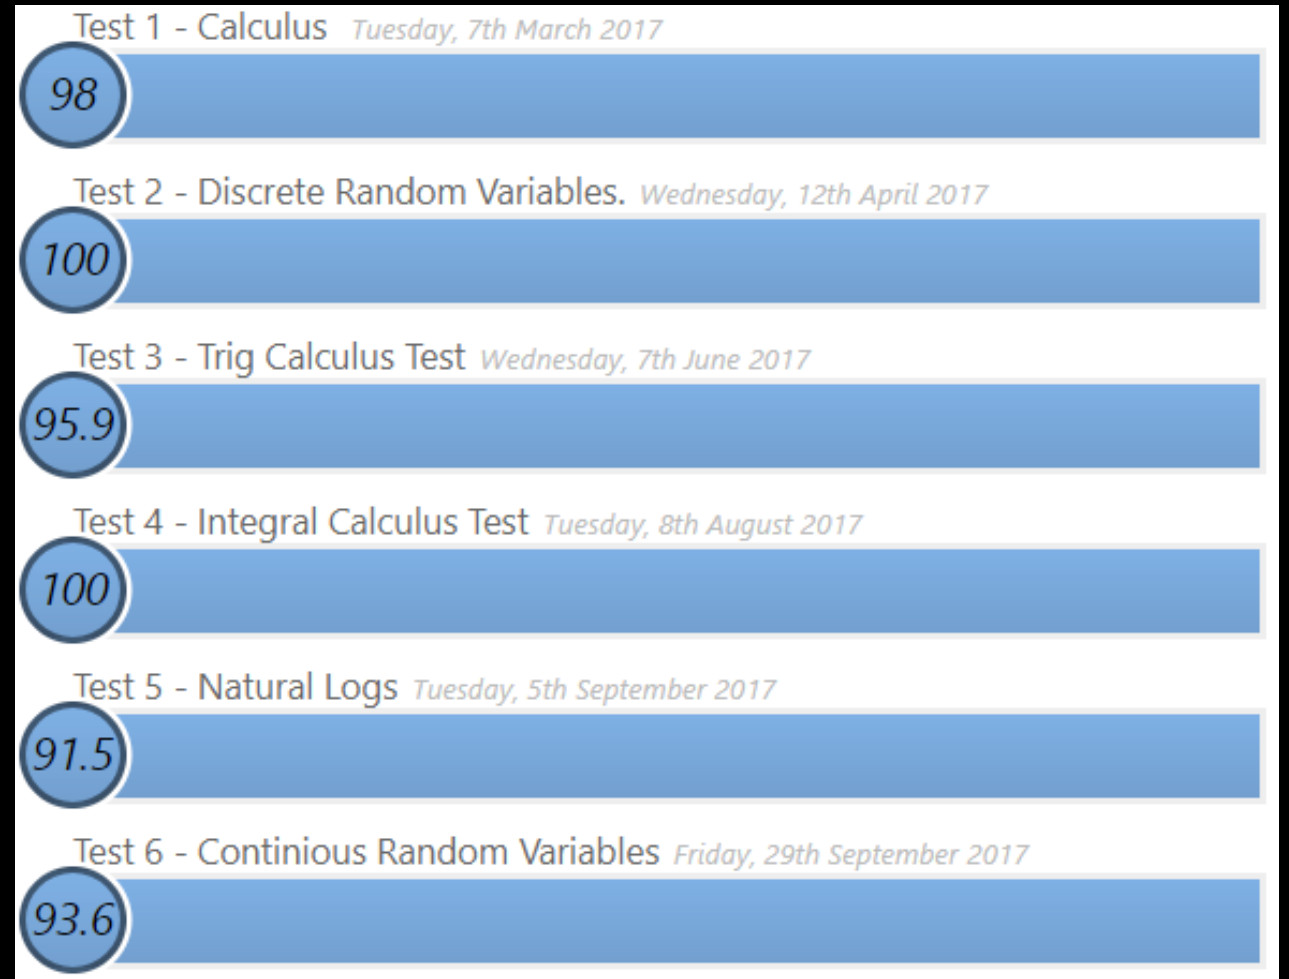 Test 1 - Calculus Tuesday, 7th March 2017
98
Test 2 - Discrete Random Variables. Wednesday, 12th April 2017
100
Test 3 - Trig Calculus Test Wednesday, 7th June 2017
95.9
Test 4 - Integral Calculus Test Tuesday, 8th August 2017
100
Test 5 - Natural Logs Tuesday, 5th September 2017
91.5
Test 6 - Continious Random Variables Friday, 29th September 2017
93.6